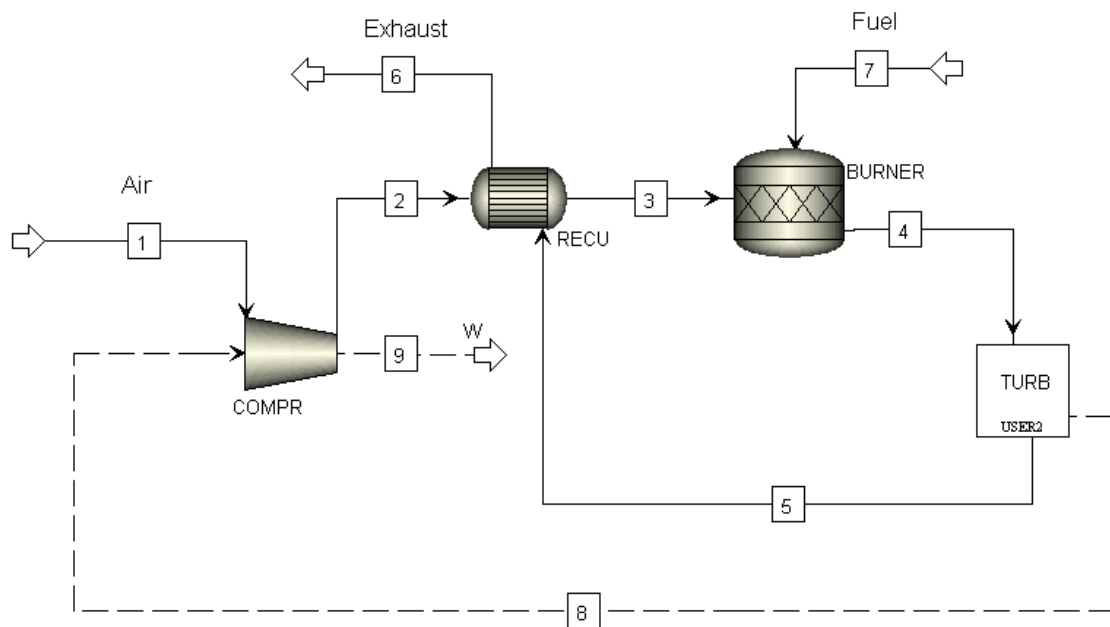 Exhaust
Fuel
6
7
Air
BURNER
2
3
4
1
RECU
W
9
TURB
COMPR
USER2
5
8